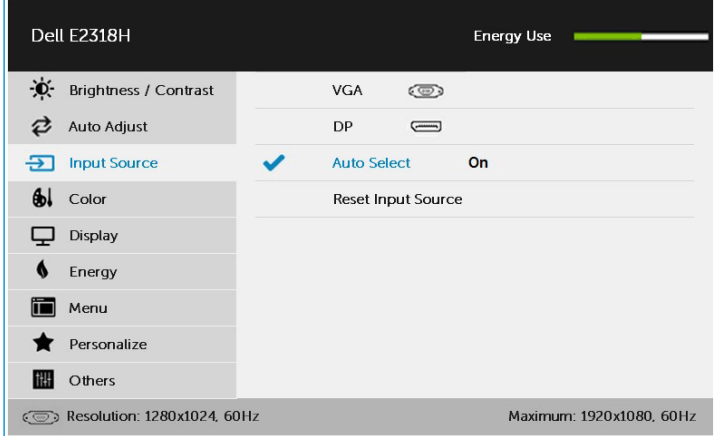 Dell E2318H
Energy Use
Brightness / Contrast
VGA
Auto Adjust
DP
Input Source
Auto Select On
Color
Reset Input Source
Display
Energy
Menu
Personalize
Others
Resolution: 1280x1024, 60Hz
Maximum: 1920x1080, 60Hz